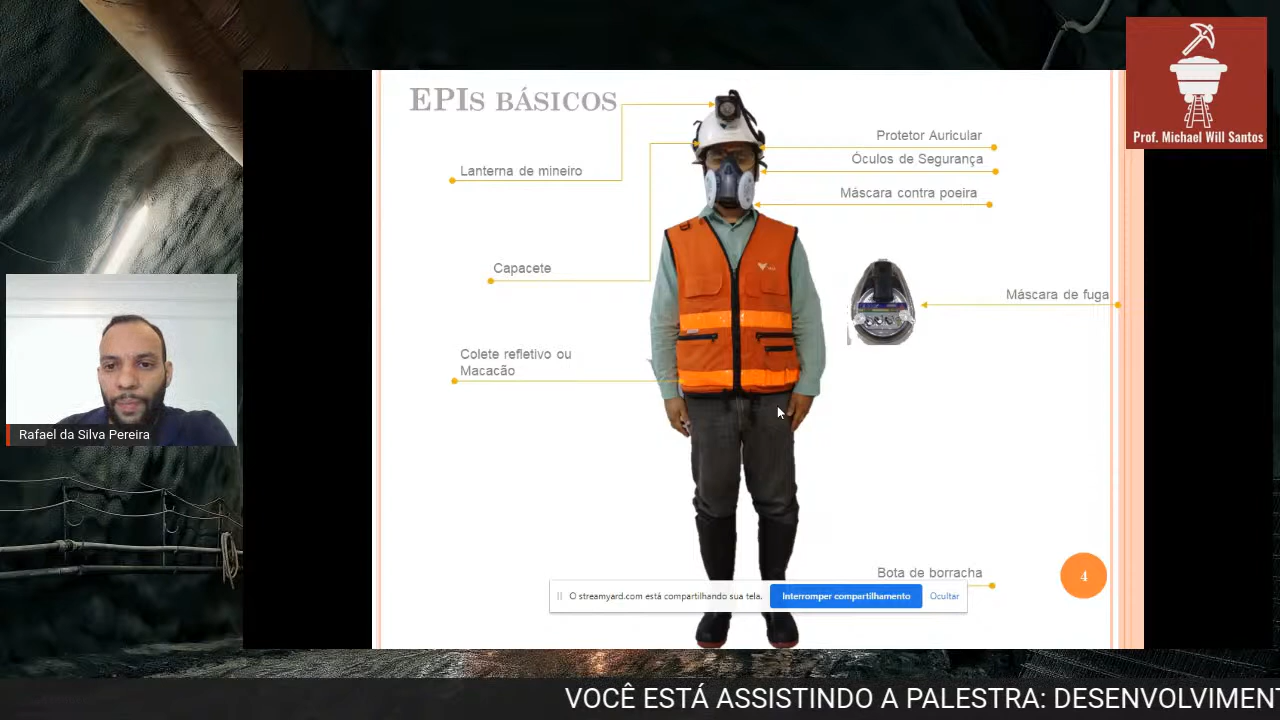 EPIs BÁSICOS
Prof. Michael Will Santos
Protetor Auricular
Óculos de Segurança
Lanterna de mineiro
Máscara contra poeira
Capacete
Máscara de fuga
Colete refletivo ou
Macacão
Rafael da Silva Pereira
Bota de borracha
4
O streamyard.com está compartilhando sua tela.
Interromper compartilhamento
Ocultar
VOCÊ ESTÁ ASSISTINDO A PALESTRA: DESENVOLVIMEN